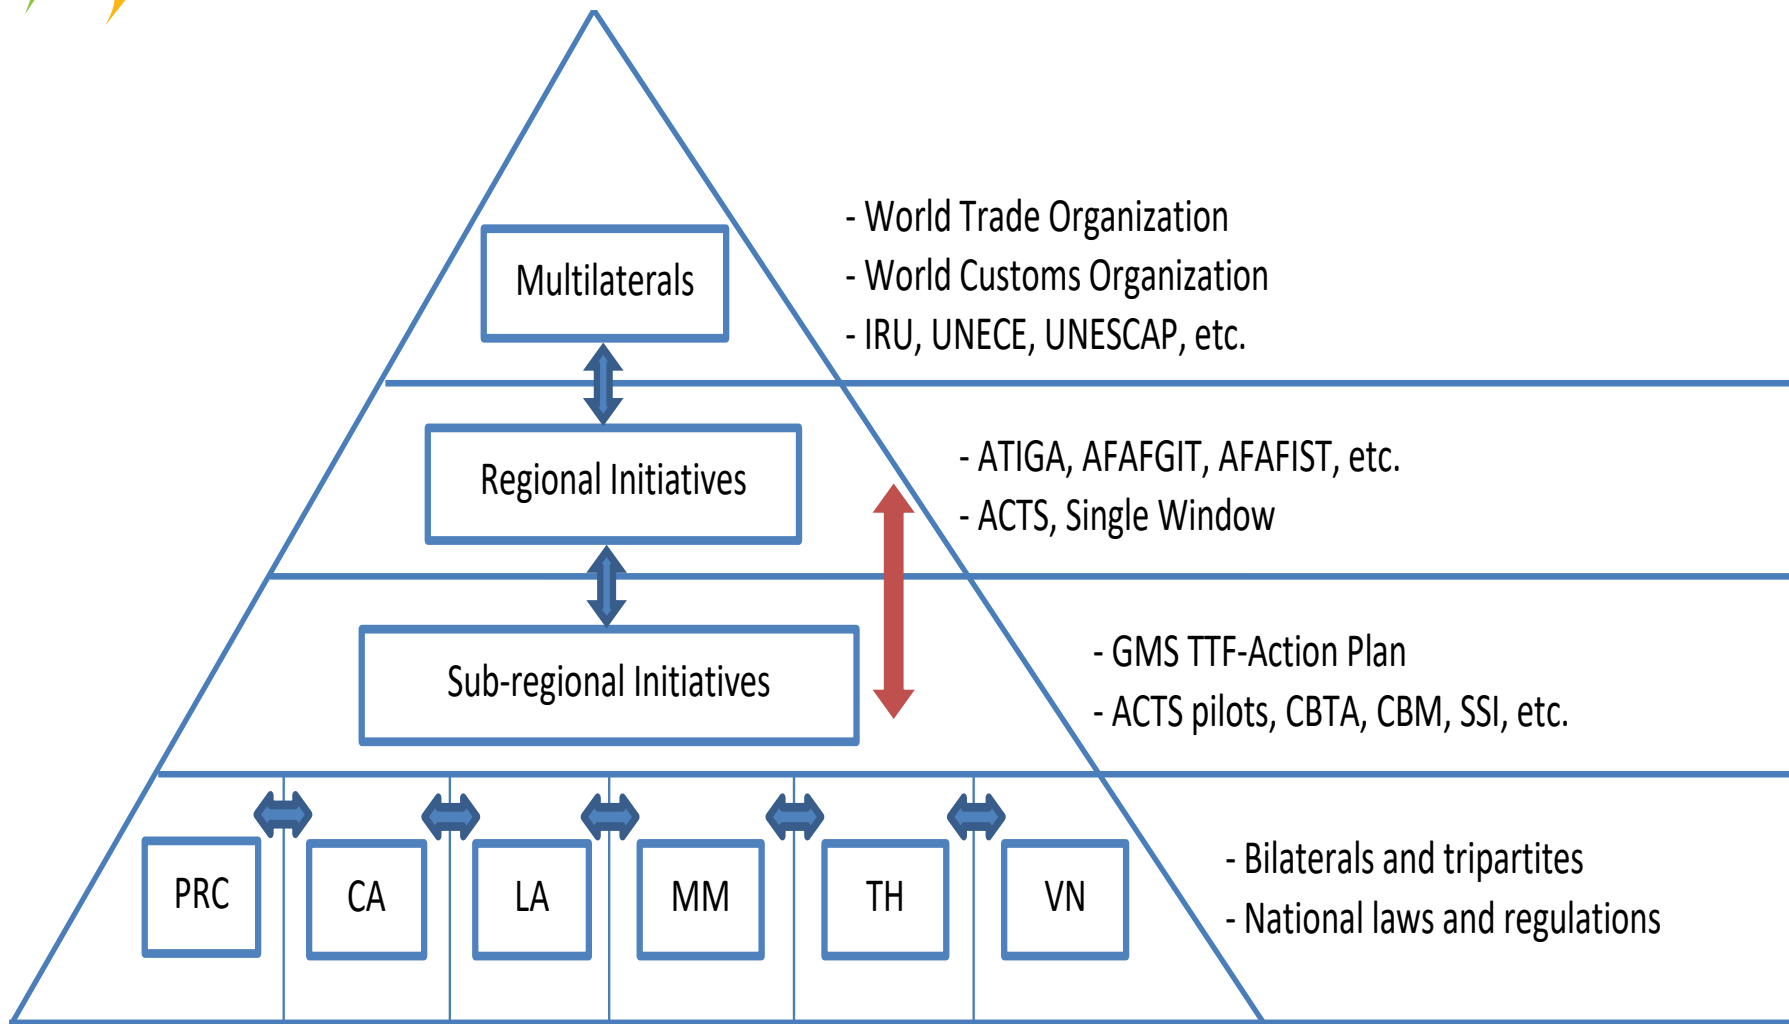 Multilaterals
- World Trade Organization
- World Customs Organization
- IRU, UNECE, UNESCAP, etc.
Regional Initiatives
- ATIGA, AFAFGIT, AFAFIST, etc.
- ACTS, Single Window
Sub-regional Initiatives
- GMS TTF-Action Plan
- ACTS pilots, CBTA, CBM, SSI, etc.
PRC
CA
LA
MM
TH
VN
- Bilaterals and tripartites
- National laws and regulations